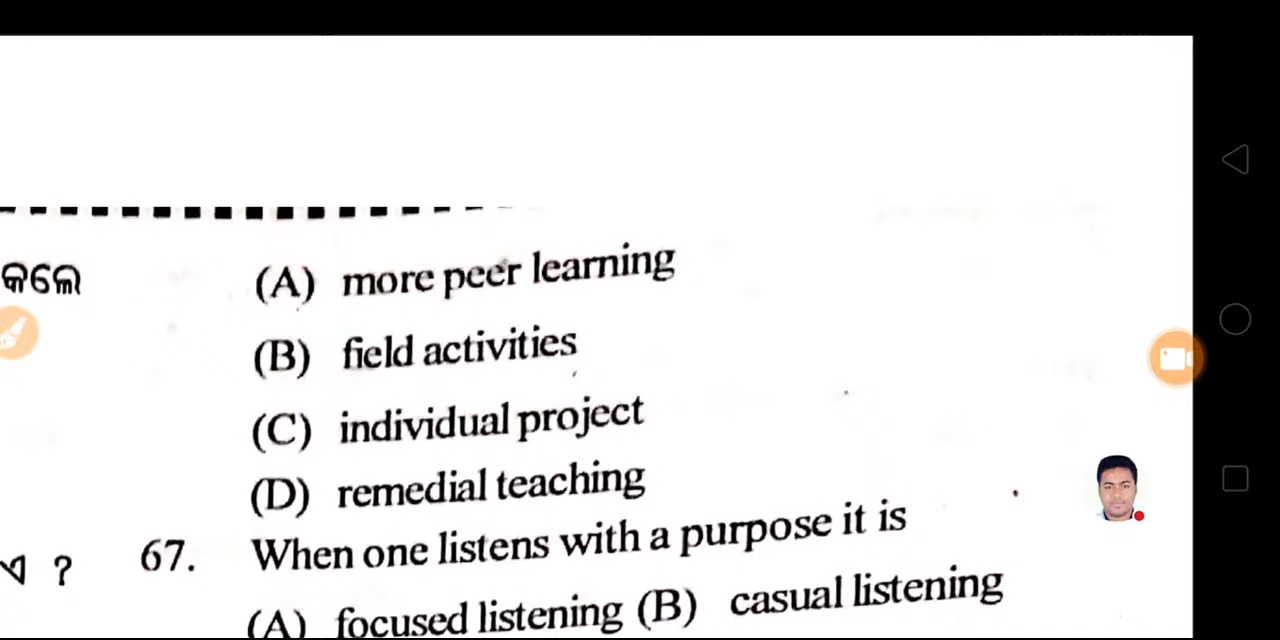 କଲେ
(A) more peer learning
(B) field activities
(C) individual project
(D) remedial teaching
? 67. When one listens with a purpose it is
(A) focused listening (B) casual listening